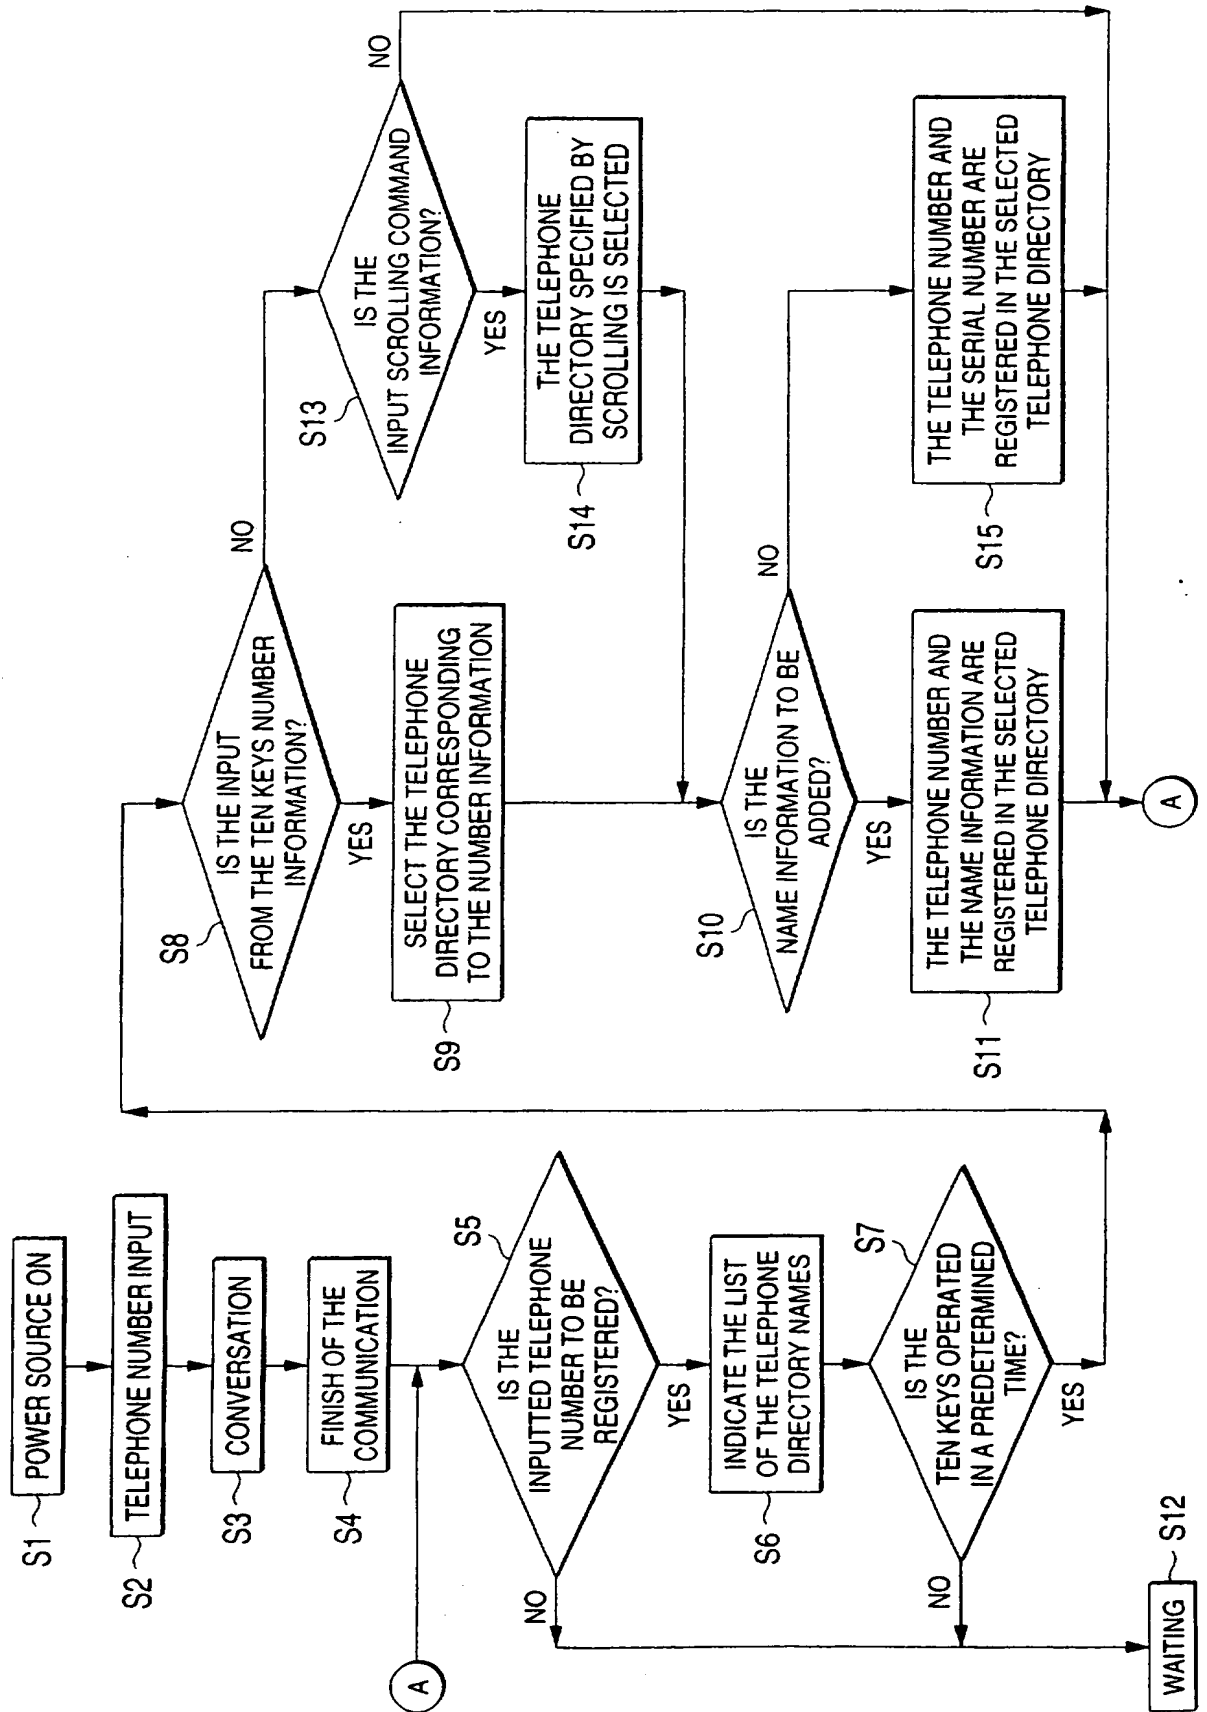 S1
POWER SOURCE ON
S2
TELEPHONE NUMBER INPUT
S3
CONVERSATION
S4
FINISH OF THE
COMMUNICATION
A
S5
IS THE
INPUTTED TELEPHONE
NUMBER TO BE
REGISTERED?
NO
YES
S6
INDICATE THE LIST
OF THE TELEPHONE
DIRECTORY NAMES
S7
IS THE
TEN KEYS OPERATED
IN A PREDETERMINED
TIME?
NO
YES
WAITING
S12
S8
IS THE INPUT
FROM THE TEN KEYS NUMBER
INFORMATION?
NO
YES
S9
SELECT THE TELEPHONE
DIRECTORY CORRESPONDING
TO THE NUMBER INFORMATION
S13
IS THE
INPUT SCROLLING COMMAND
INFORMATION?
NO
YES
S14
THE TELEPHONE
DIRECTORY SPECIFIED BY
SCROLLING IS SELECTED
S10
IS THE
NAME INFORMATION TO BE
ADDED?
NO
YES
S11
THE TELEPHONE NUMBER AND
THE NAME INFORMATION ARE
REGISTERED IN THE SELECTED
TELEPHONE DIRECTORY
S15
THE TELEPHONE NUMBER AND
THE SERIAL NUMBER ARE
REGISTERED IN THE SELECTED
TELEPHONE DIRECTORY
A